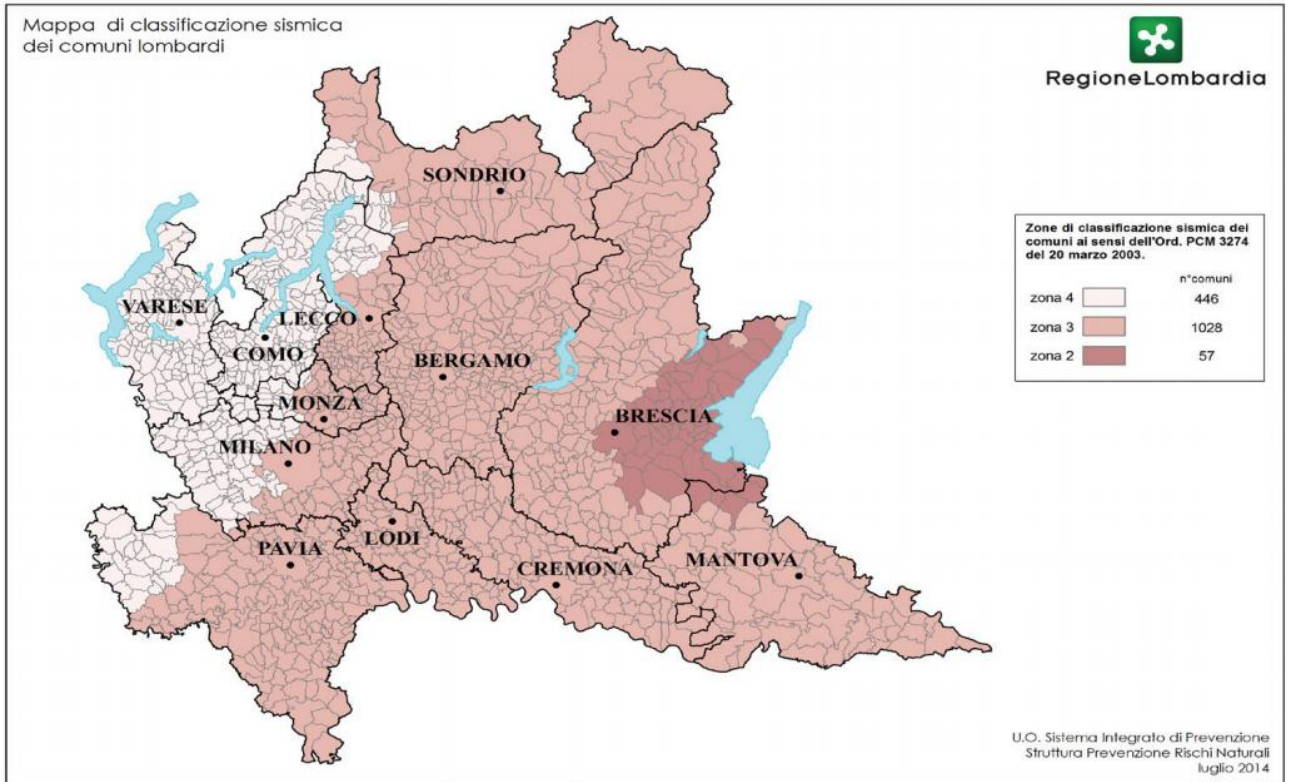 Mappa di classificazione sismica
dei comuni lombardi
RegioneLombardia
SONDRIO
Zone di classificazione sismica dei
comuni ai sensi dell'Ord. PCM 3274
del 20 marzo 2003.
n°comuni
zona 4 446
zona 3 1028
zona 2 57
VARESE
LECCO
COMO
BERGAMO
MONZA
BRESCIA
MILANO
PAVIA
LODI
CREMONA
MANTOVA
U.O. Sistema Integrato di Prevenzione
Struttura Prevenzione Rischi Naturali
luglio 2014